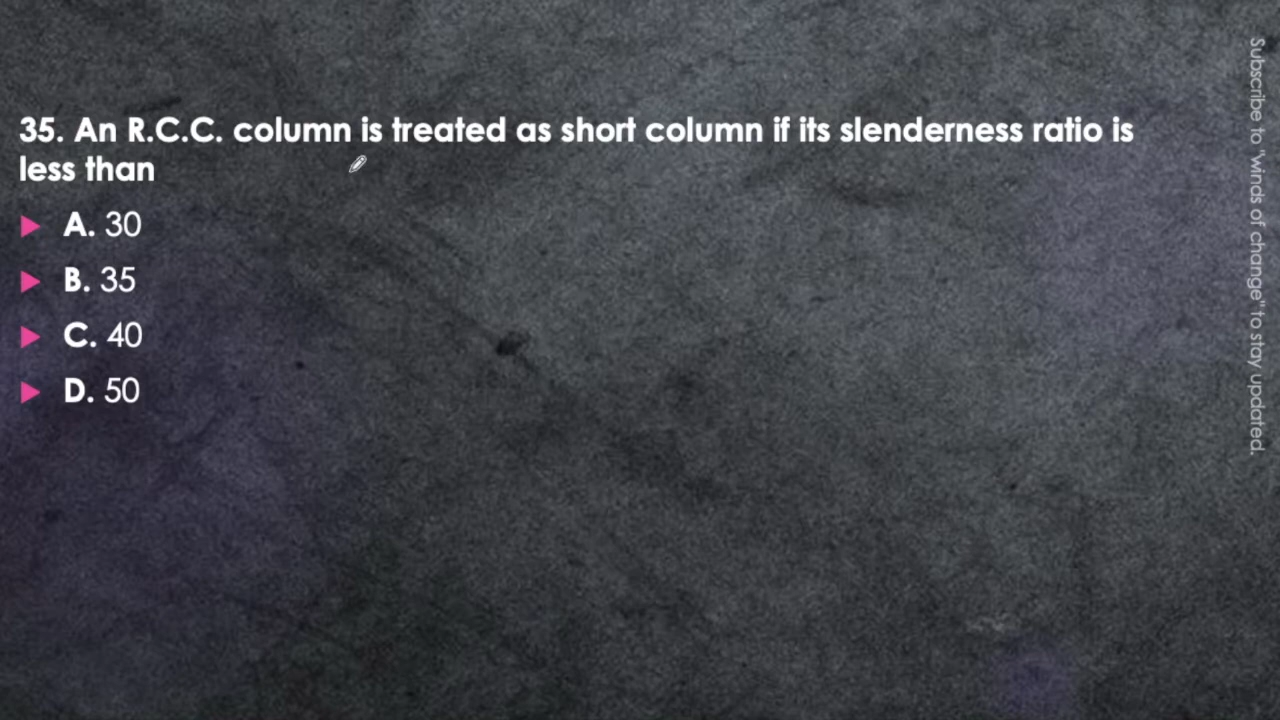 35. An R.C.C. column is treated as short column if its slenderness ratio is
less than
A. 30
B. 35
C. 40
D. 50
Subscribe to "winds of change" to stay updated.